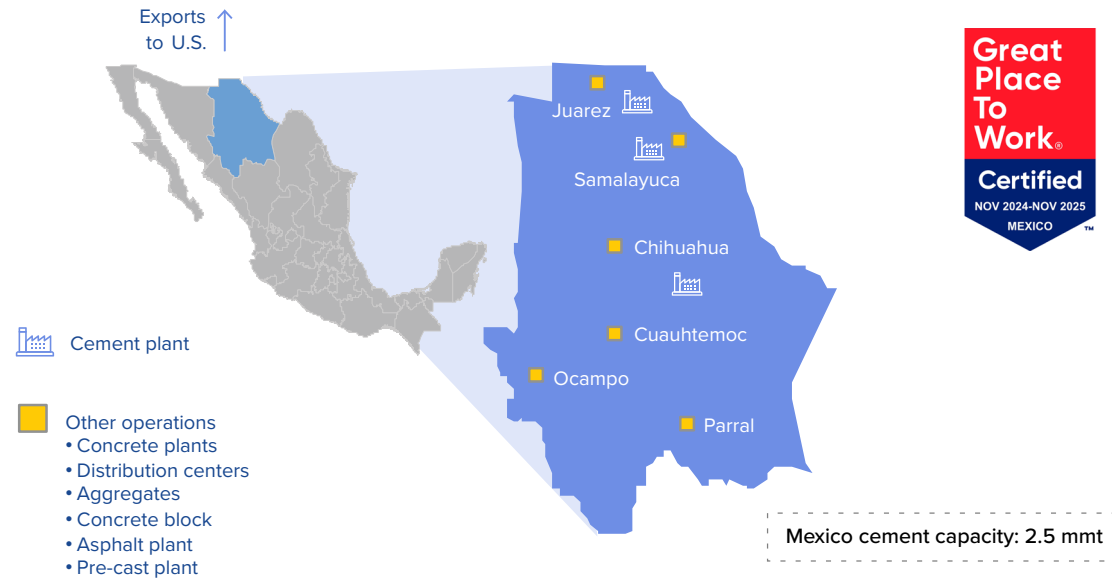 Exports
to U.S.
Great
Place
To
Work®
Certified
NOV 2024-NOV 2025
MEXICO
™
Juarez
Samalayuca
Chihuahua
Cuauhtemoc
Ocampo
Parral
Cement plant
Other operations
• Concrete plants
• Distribution centers
• Aggregates
• Concrete block
• Asphalt plant
• Pre-cast plant
Mexico cement capacity: 2.5 mmt